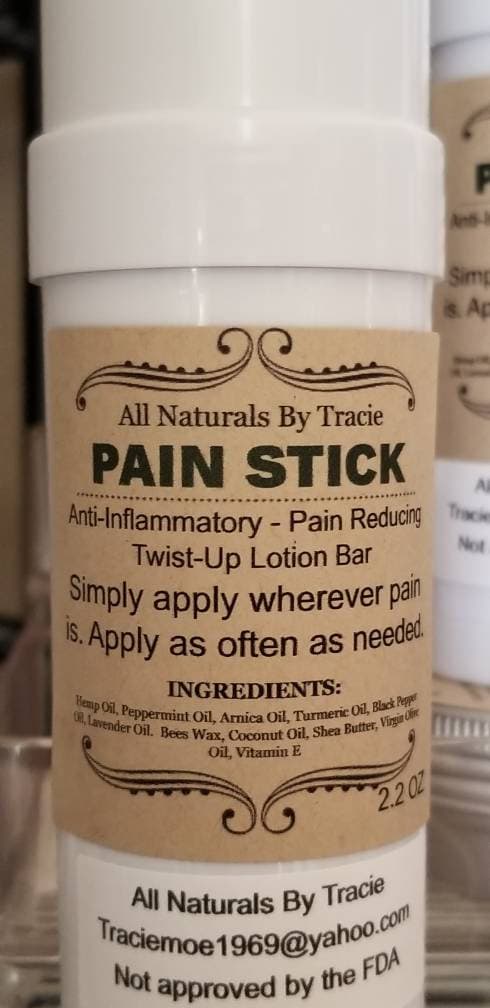 All Naturals By Tracie
PAIN STICK
Anti-Inflammatory - Pain Reducing
Twist-Up Lotion Bar
Simply apply wherever pain
is. Apply as often as needed.
INGREDIENTS:
Hemp Oil, Peppermint Oil, Arnica Oil, Turmeric Oil, Black Pepper
Oil, Lavender Oil. Bees Wax, Coconut Oil, Shea Butter, Virgin Olive
Oil, Vitamin E
2.2 OZ
All Naturals By Tracie
Traciemoe1969@yahoo.com
Not approved by the FDA